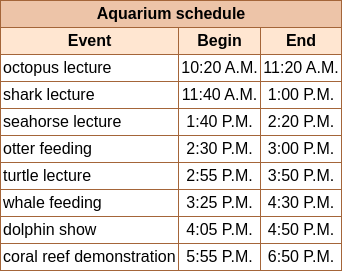 Aquarium schedule
Event Begin End
octopus lecture 10:20 A.M. 11:20 A.M.
shark lecture 11:40 A.M. 1:00 P.M.
seahorse lecture 1:40 P.M. 2:20 P.M.
otter feeding 2:30 P.M. 3:00 P.M.
turtle lecture 2:55 P.M. 3:50 P.M.
whale feeding 3:25 P.M. 4:30 P.M.
dolphin show 4:05 P.M. 4:50 P.M.
coral reef demonstration 5:55 P.M. 6:50 P.M.